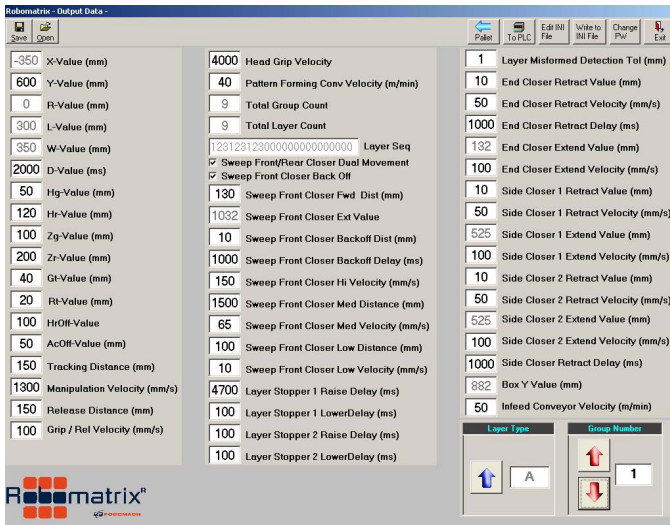 Robomatrix - Output Data -
Save Open Pallet To PLC Edit INI File Write to INI File Change PW Exit
-350 X-Value (mm)
600 Y-Value (mm)
0 R-Value (mm)
300 L-Value (mm)
350 W-Value (mm)
2000 D-Value (ms)
50 Hg-Value (mm)
120 Hr-Value (mm)
100 Zg-Value (mm)
200 Zr-Value (mm)
40 Gt-Value (mm)
20 Rt-Value (mm)
100 HrOff-Value
50 AcOff-Value (mm)
150 Tracking Distance (mm)
1300 Manipulation Velocity (mm/s)
150 Release Distance (mm)
100 Grip / Rel Velocity (mm/s)
4000 Head Grip Velocity
40 Pattern Forming Conv Velocity (m/min)
9 Total Group Count
9 Total Layer Count
12312312300000000000000 Layer Seq
Sweep Front/Rear Closer Dual Movement
Sweep Front Closer Back Off
130 Sweep Front Closer Fwd Dist (mm)
1032 Sweep Front Closer Ext Value
10 Sweep Front Closer Backoff Dist (mm)
1000 Sweep Front Closer Backoff Delay (ms)
150 Sweep Front Closer Hi Velocity (mm/s)
1500 Sweep Front Closer Med Distance (mm)
65 Sweep Front Closer Med Velocity (mm/s)
100 Sweep Front Closer Low Distance (mm)
10 Sweep Front Closer Low Velocity (mm/s)
4700 Layer Stopper 1 Raise Delay (ms)
100 Layer Stopper 1 LowerDelay (ms)
100 Layer Stopper 2 Raise Delay (ms)
100 Layer Stopper 2 LowerDelay (ms)
1 Layer Misformed Detection Tol (mm)
10 End Closer Retract Value (mm)
50 End Closer Retract Velocity (mm/s)
1000 End Closer Retract Delay (ms)
132 End Closer Extend Value (mm)
100 End Closer Extend Velocity (mm/s)
10 Side Closer 1 Retract Value (mm)
50 Side Closer 1 Retract Velocity (mm/s)
525 Side Closer 1 Extend Value (mm)
100 Side Closer 1 Extend Velocity (mm/s)
10 Side Closer 2 Retract Value (mm)
50 Side Closer 2 Retract Velocity (mm/s)
525 Side Closer 2 Extend Value (mm)
100 Side Closer 2 Extend Velocity (mm/s)
1000 Side Closer Retract Delay (ms)
882 Box Y Value (mm)
50 Infeed Conveyor Velocity (m/min)
Layer Type
A
Group Number
1
Robomatrix R
FOODMACH